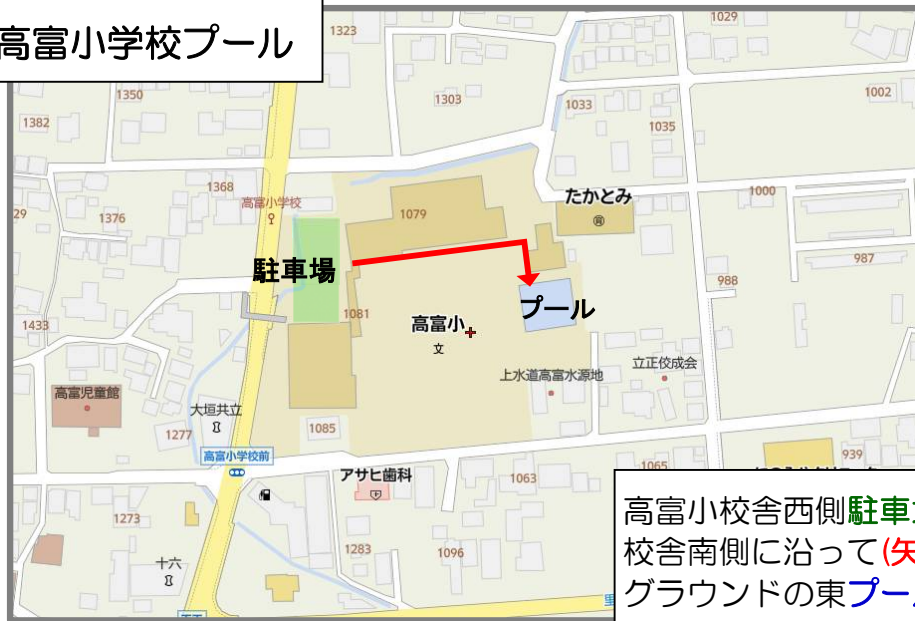 高富小学校プール
1323
1029
1350
1303
1033
1002
1382
1035
1368
高富小学校
1079
たかとみ
1000
29
1376
987
駐車場
988
プール
1081
高富小
文
1433
上水道高富水源地
立正佼成会
高富児童館
大垣共立
1277
1085
高富小学校前
939
アサヒ歯科
1063
1065
1273
1283
1096
十六
高富小校舎西側駐車
校舎南側に沿って(矢
グラウンドの東プー